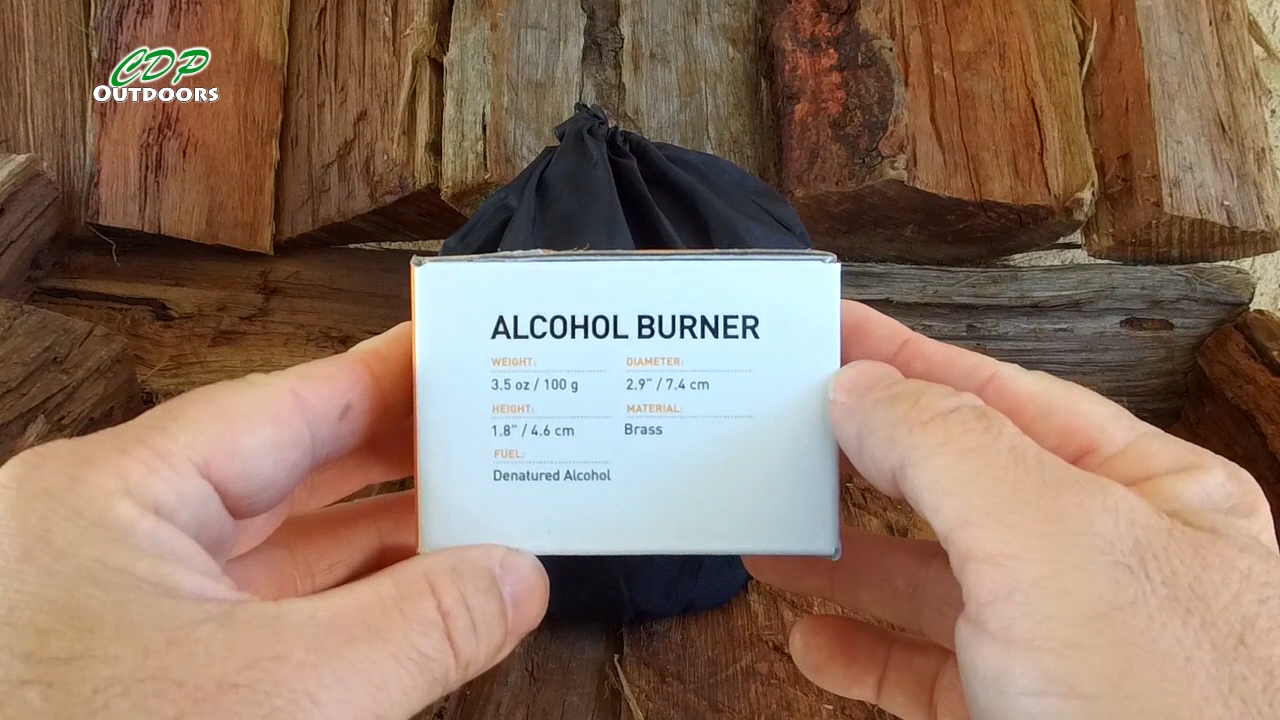 CDP
OUTDOORS
ALCOHOL BURNER
WEIGHT: DIAMETER:
3.5 oz / 100 g 2.9" / 7.4 cm
HEIGHT: MATERIAL:
1.8" / 4.6 cm Brass
FUEL:
Denatured Alcohol